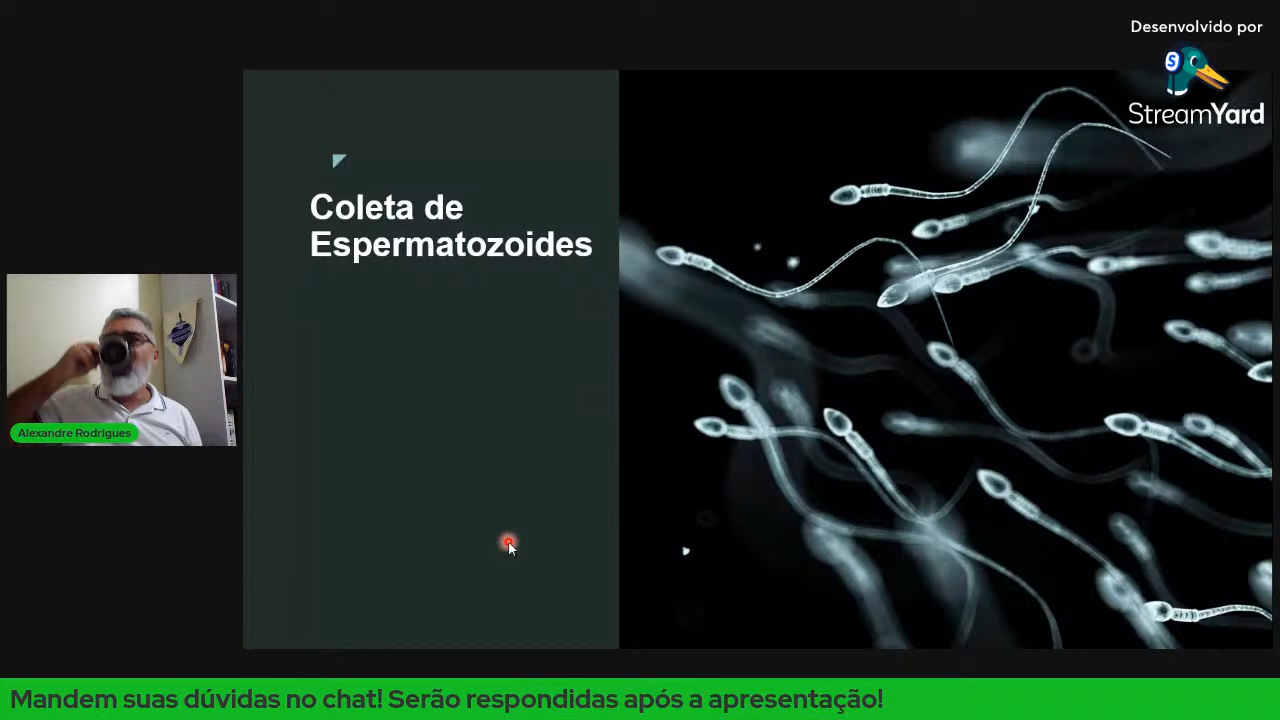 Desenvolvido por
StreamYard
Coleta de
Espermatozoides
Alexandre Rodrigues
Mandem suas dúvidas no chat! Serão respondidas após a apresentação!